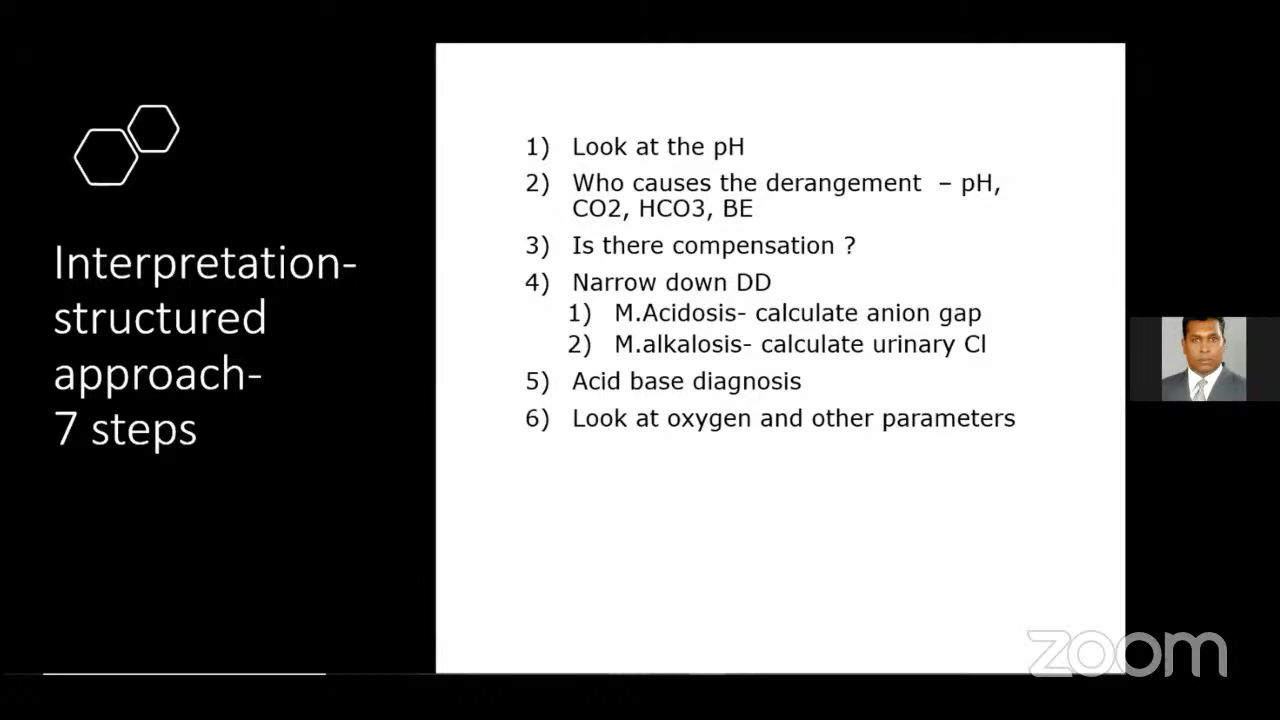 Interpretation-
structured
approach-
7 steps
1) Look at the pH
2) Who causes the derangement – pH,
CO2, HCO3, BE
3) Is there compensation ?
4) Narrow down DD
1) M.Acidosis- calculate anion gap
2) M.alkalosis- calculate urinary Cl
5) Acid base diagnosis
6) Look at oxygen and other parameters
zoom